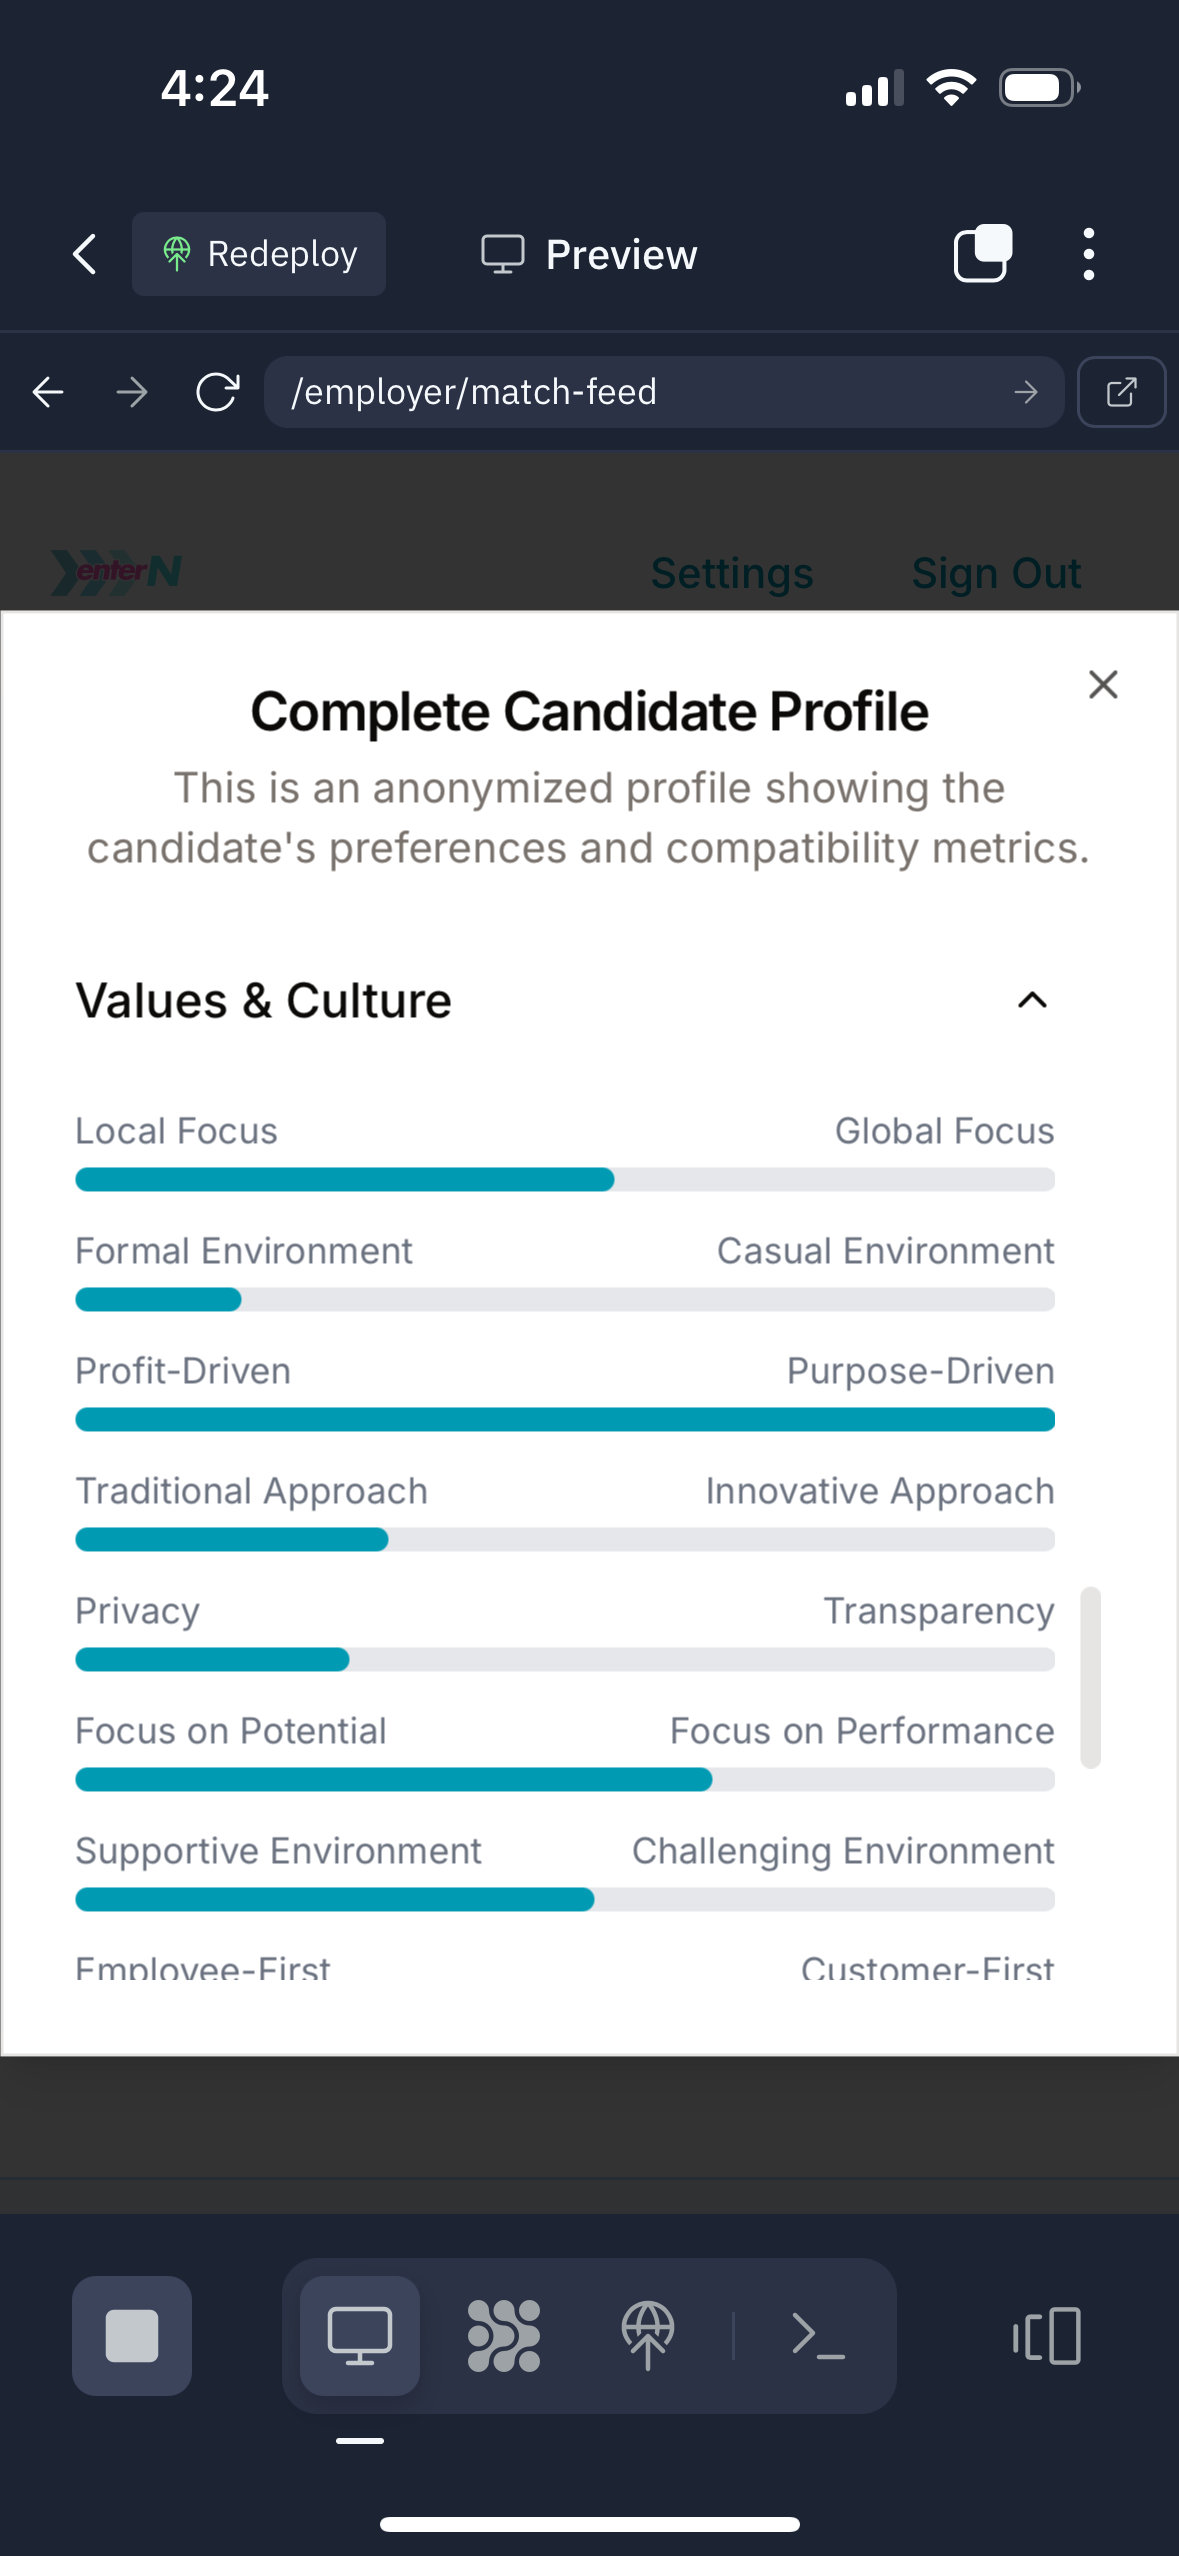 4:24
Redeploy
Preview
/employer/match-feed
enterN
Settings
Sign Out
Complete Candidate Profile
This is an anonymized profile showing the
candidate's preferences and compatibility metrics.
Values & Culture
Local Focus
Global Focus
Formal Environment
Casual Environment
Profit-Driven
Purpose-Driven
Traditional Approach
Innovative Approach
Privacy
Transparency
Focus on Potential
Focus on Performance
Supportive Environment
Challenging Environment
Employee-First
Customer-First